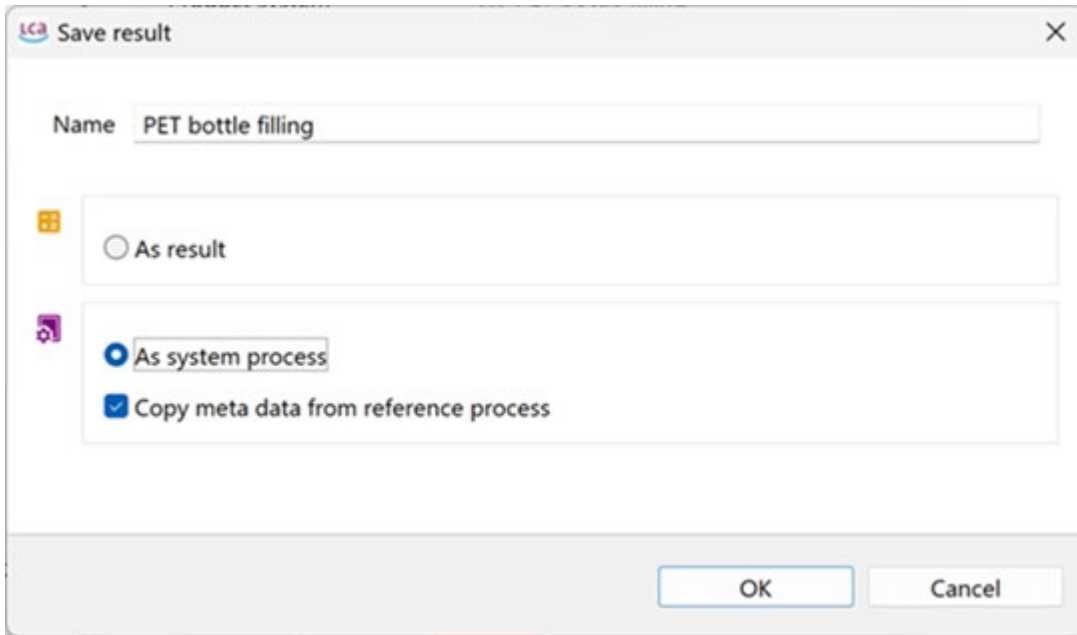 LCA Save result
Name PET bottle filling
As result
As system process
Copy meta data from reference process
OK Cancel